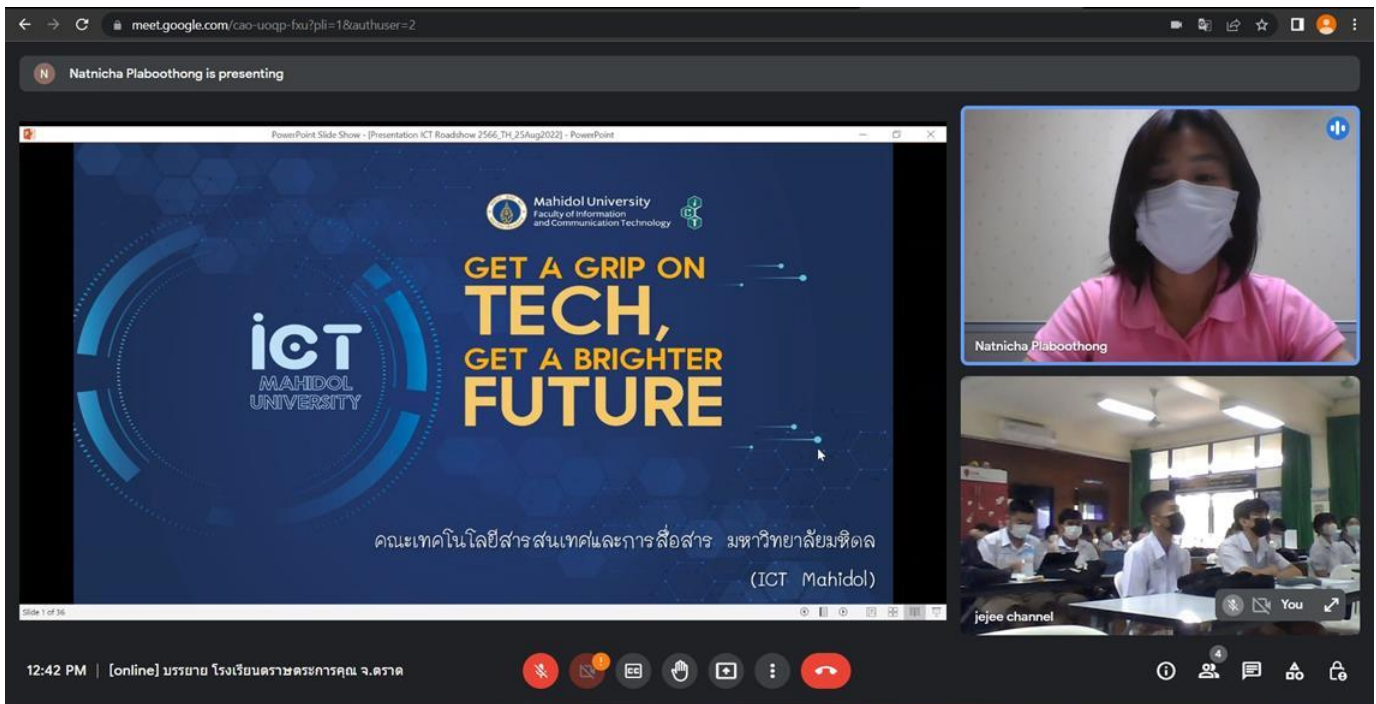 meet.google.com/cao-uoqp-fxu?pli=1&authuser=2
N
Natnicha Plaboothong is presenting
PowerPoint Slide Show - [Presentation ICT Roadshow 2566_TH_25Aug2022] - PowerPoint
Mahidol University
Faculty of Information
and Communication Technology
GET A GRIP ON
TECH,
GET A BRIGHTER
FUTURE
ICT
MAHIDOL
UNIVERSITY
คณะเทคโนโลยีสารสนเทศและการสื่อสาร มหาวิทยาลัยมหิดล
(ICT Mahidol)
Slide 1 of 36
Natnicha Plaboothong
jejee channel
You
12:42 PM | [online] บรรยาย โรงเรียนตราษตระการคุณ จ.ตราด
CC
4